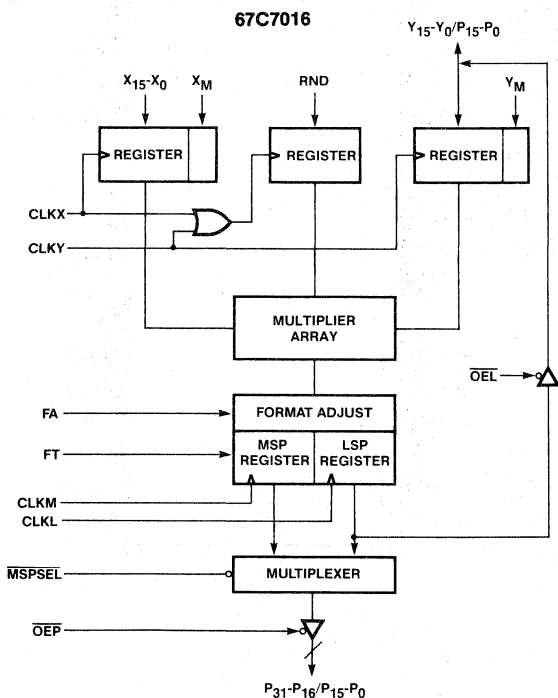 67C7016
Y15-Y0/P15-P0
X15-X0
XM
RND
YM
REGISTER
REGISTER
REGISTER
CLKX
CLKY
MULTIPLIER
ARRAY
OEL
FA
FORMAT ADJUST
FT
MSP
REGISTER
LSP
REGISTER
CLKM
CLKL
MSPSEL
MULTIPLEXER
OEP
P31-P16/P15-P0